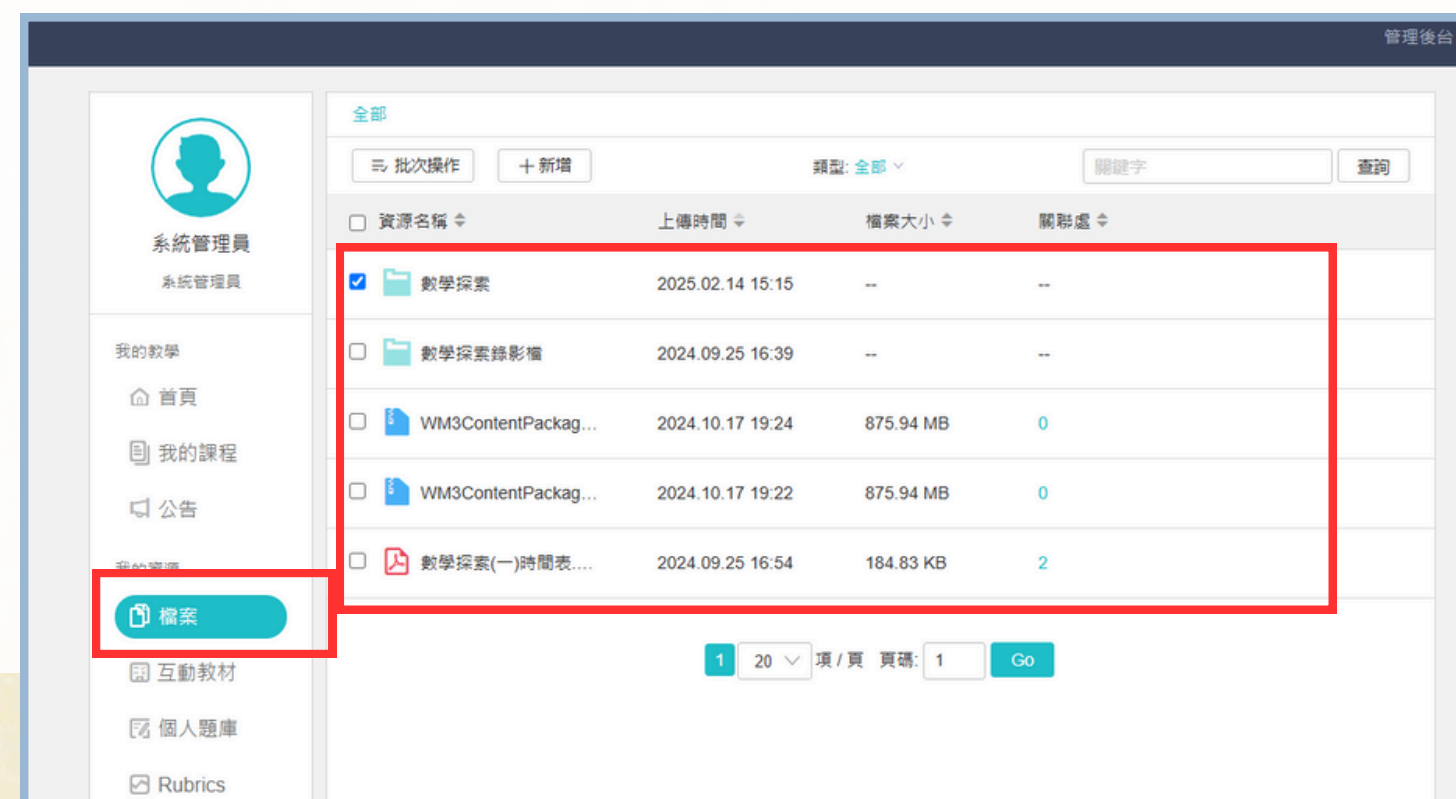 管理後台
系統管理員
系統管理員
我的教學
首頁
我的課程
公告
我的資源
檔案
互動教材
個人題庫
Rubrics
全部
批次操作 新增 類型: 全部 關鍵字 查詢
資源名稱 上傳時間 檔案大小 關聯處
數學探索 2025.02.14 15:15 -- --
數學探索錄影檔 2024.09.25 16:39 -- --
WM3ContentPackag... 2024.10.17 19:24 875.94 MB 0
WM3ContentPackag... 2024.10.17 19:22 875.94 MB 0
數學探索(一)時間表.... 2024.09.25 16:54 184.83 KB 2
1 20 項 / 頁 頁碼: 1 Go